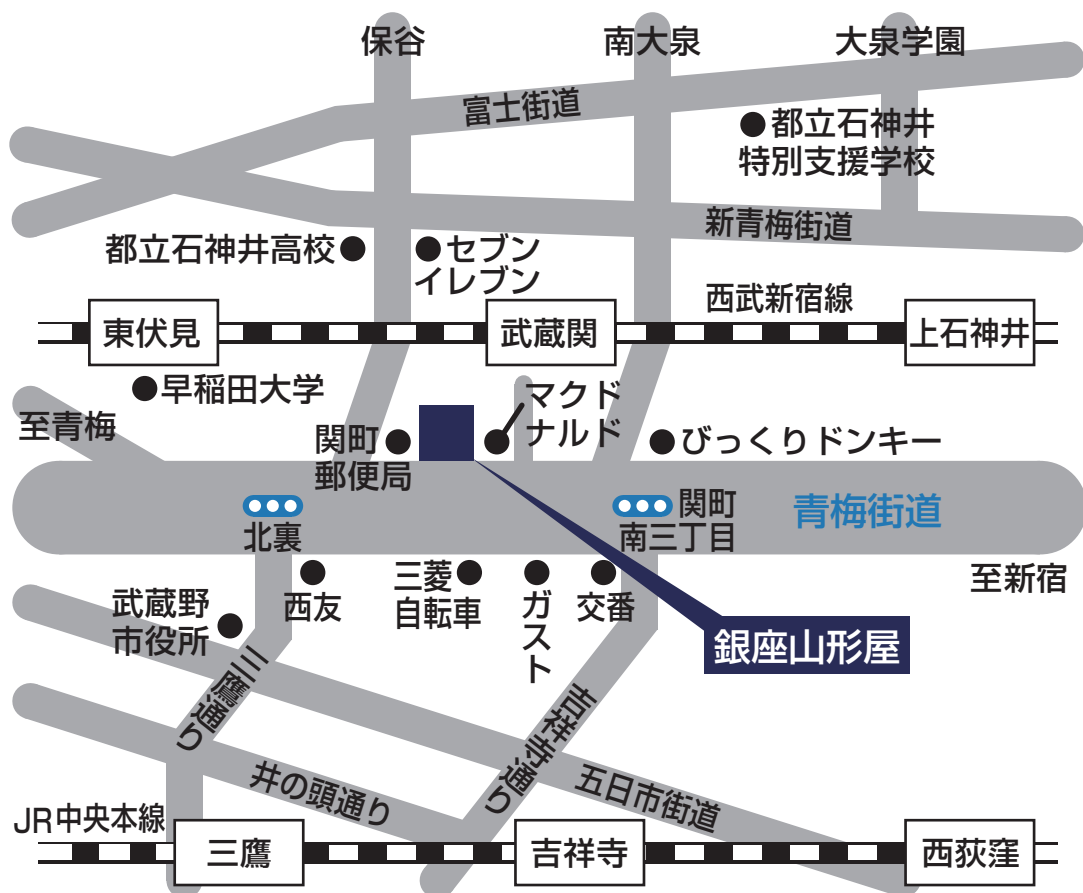 保谷
南大泉
大泉学園
富士街道
都立石神井
特別支援学校
新青梅街道
都立石神井高校
セブン
イレブン
西武新宿線
東伏見
武蔵関
上石神井
早稲田大学
マクド
ナルド
至青梅
関町
郵便局
びっくりドンキー
北裏
関町
南三丁目
青梅街道
至新宿
西友
三菱
自転車
ガスト
交番
武蔵野
市役所
銀座山形屋
三鷹通り
吉祥寺通り
井の頭通り
五日市街道
JR中央本線
三鷹
吉祥寺
西荻窪